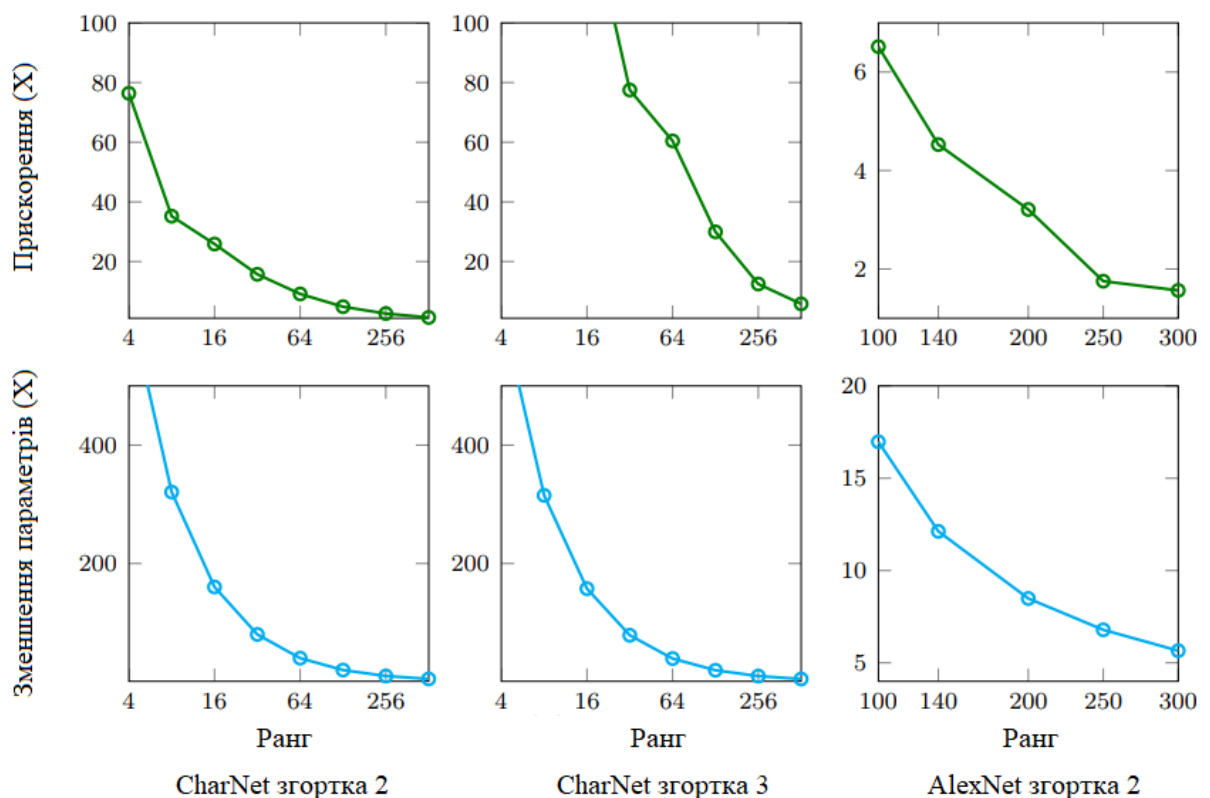 Прискорення (X)
100
80
60
40
20
4 16 64 256
100
80
60
40
20
4 16 64 256
6
4
2
100 140 200 250 300
Зменшення параметрів (X)
400
200
4 16 64 256
400
200
4 16 64 256
20
15
10
5
100 140 200 250 300
Ранг Ранг Ранг
CharNet згортка 2 CharNet згортка 3 AlexNet згортка 2